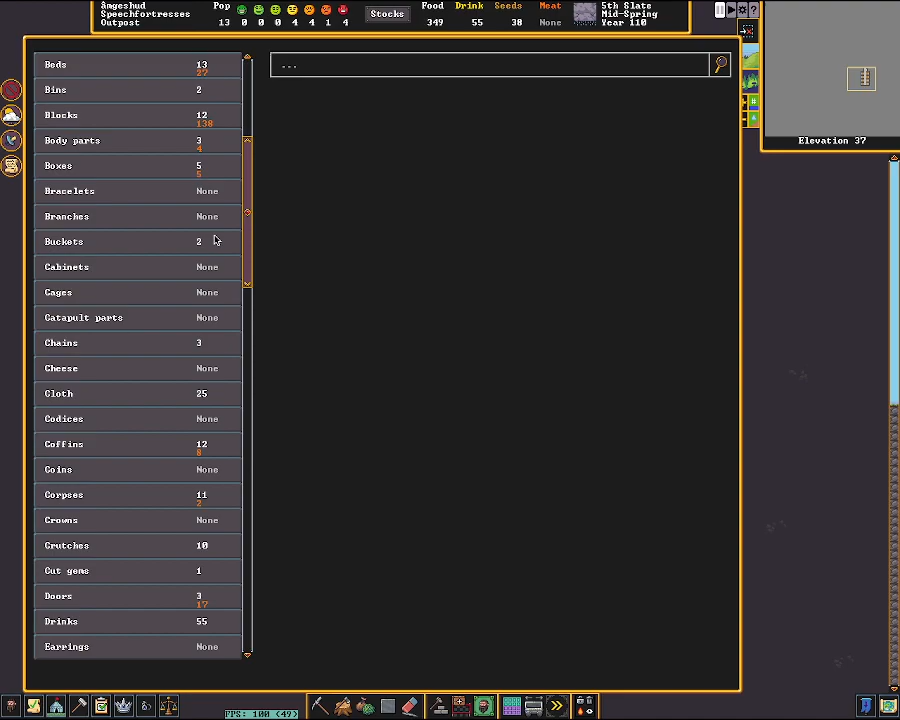 Amgeshud
Speechfortresses
Outpost
Pop
13 0 0 0 4 4 1 4
Stocks
Food Drink Seeds Meat
349 55 38 None
5th Slate
Mid-Spring
Year 110
Elevation 37
...
Beds 13
27
Bins 2
Blocks 12
138
Body parts 3
4
Boxes 5
5
Bracelets None
Branches None
Buckets 2
Cabinets None
Cages None
Catapult parts None
Chains 3
Cheese None
Cloth 25
Codices None
Coffins 12
8
Coins None
Corpses 11
2
Crowns None
Crutches 10
Cut gems 1
Doors 3
17
Drinks 55
Earrings None
FPS: 100 (49)